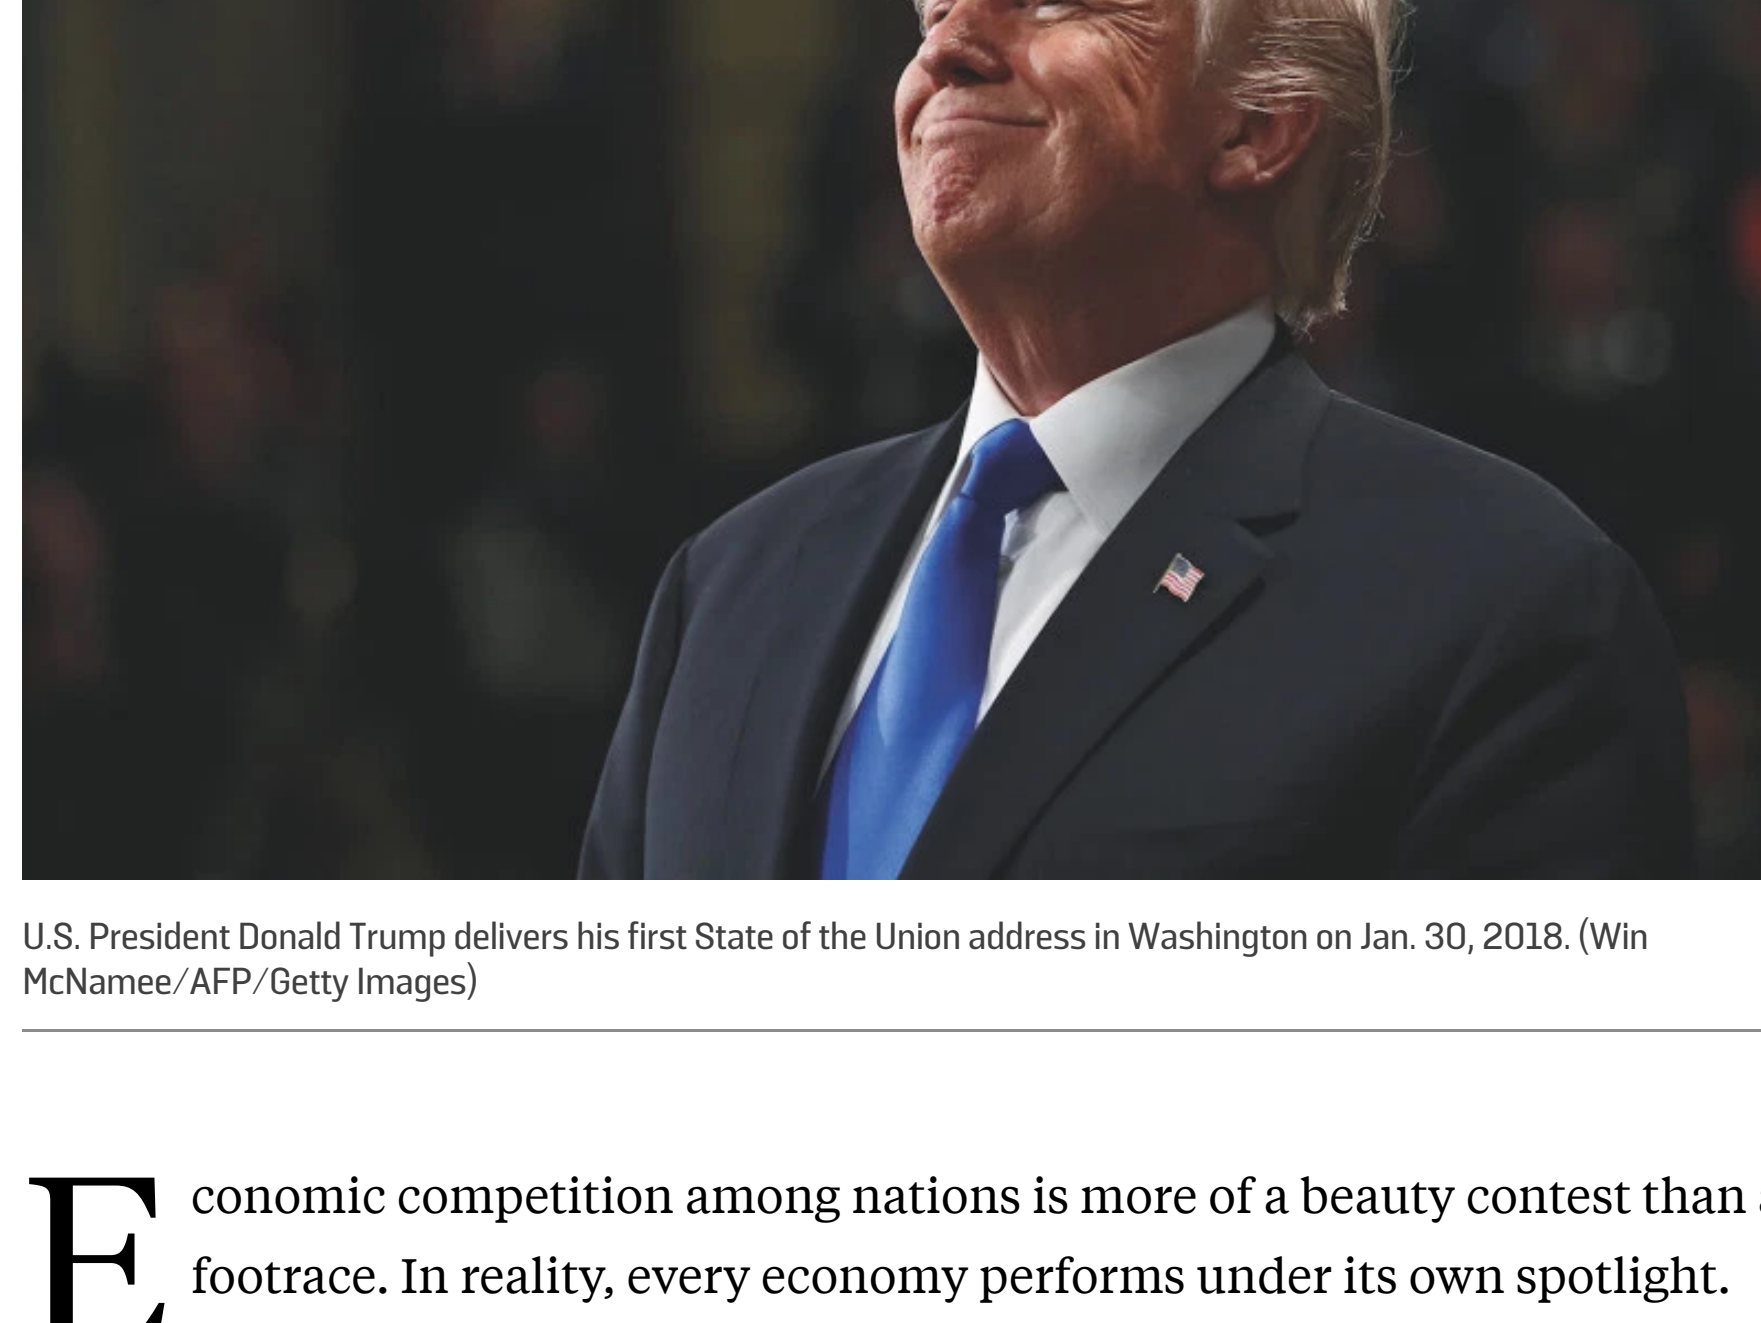 U.S. President Donald Trump delivers his first State of the Union address in Washington on Jan. 30, 2018. (Win
McNamee/AFP/Getty Images)
Economic competition among nations is more of a beauty contest than
footrace. In reality, every economy performs under its own spotlight.